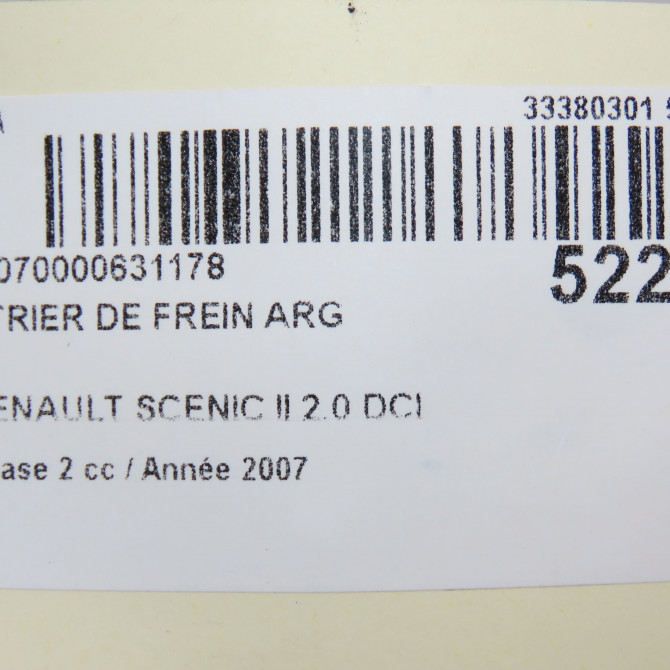 A 33380301
070000631178
522
TRIER DE FREIN ARG
ENAULT SCENIC II 2.0 DCI
ase 2 cc / Année 2007